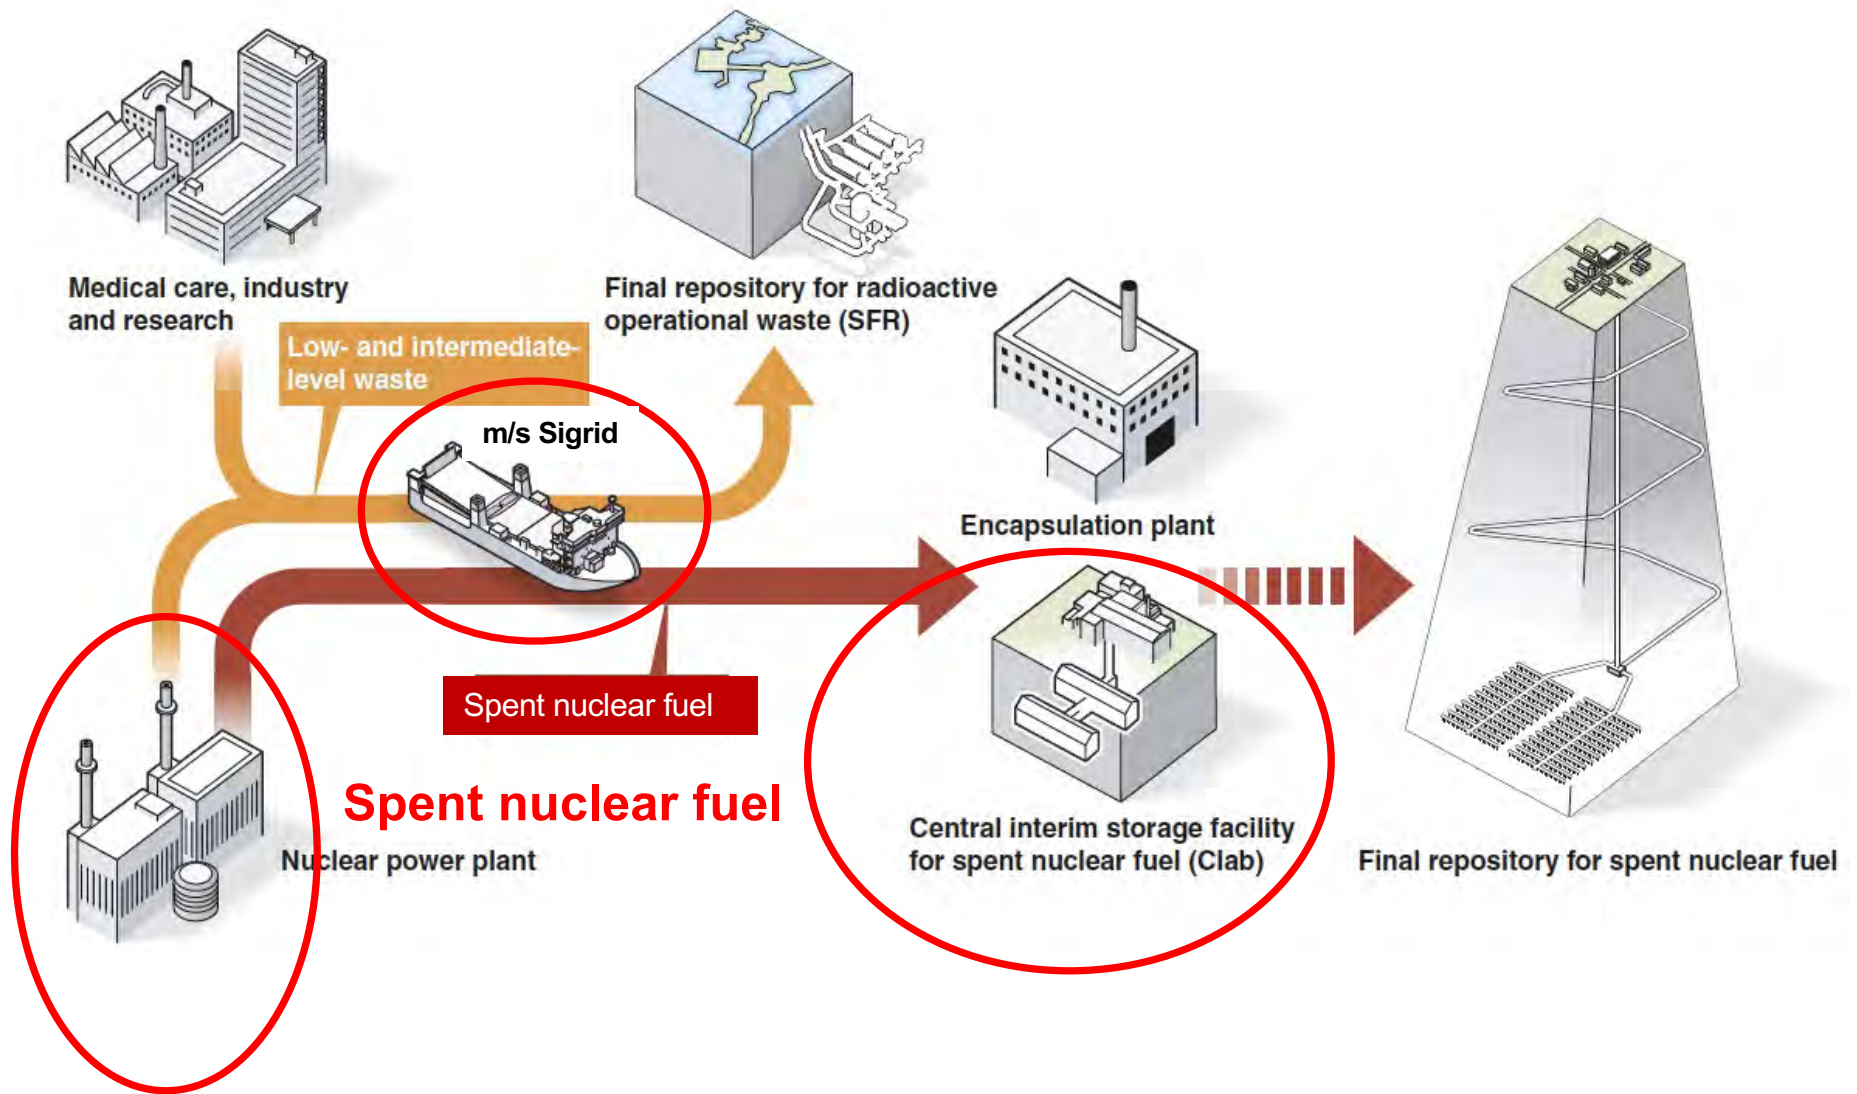 Medical care, industry
and research
Final repository for radioactive
operational waste (SFR)
Low- and intermediate-
level waste
m/s Sigrid
Encapsulation plant
Spent nuclear fuel
Spent nuclear fuel
Nuclear power plant
Central interim storage facility
for spent nuclear fuel (Clab)
Final repository for spent nuclear fuel